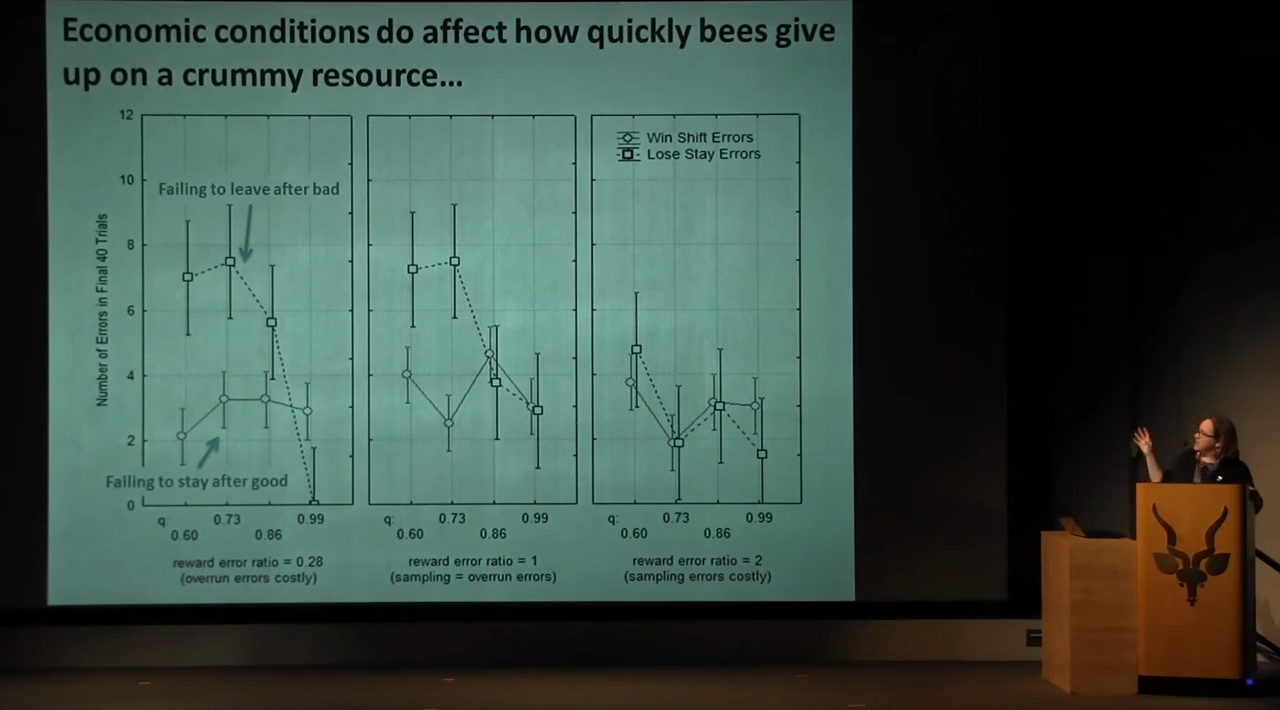 Economic conditions do affect how quickly bees give
up on a crummy resource...
Number of Errors in Final 40 Trials
12
10
8
6
4
2
0
Failing to leave after bad
Failing to stay after good
Win Shift Errors
Lose Stay Errors
q: 0.60 0.73 0.86 0.99
reward error ratio = 0.28
(overrun errors costly)
q: 0.60 0.73 0.86 0.99
reward error ratio = 1
(sampling = overrun errors)
q: 0.60 0.73 0.86 0.99
reward error ratio = 2
(sampling errors costly)